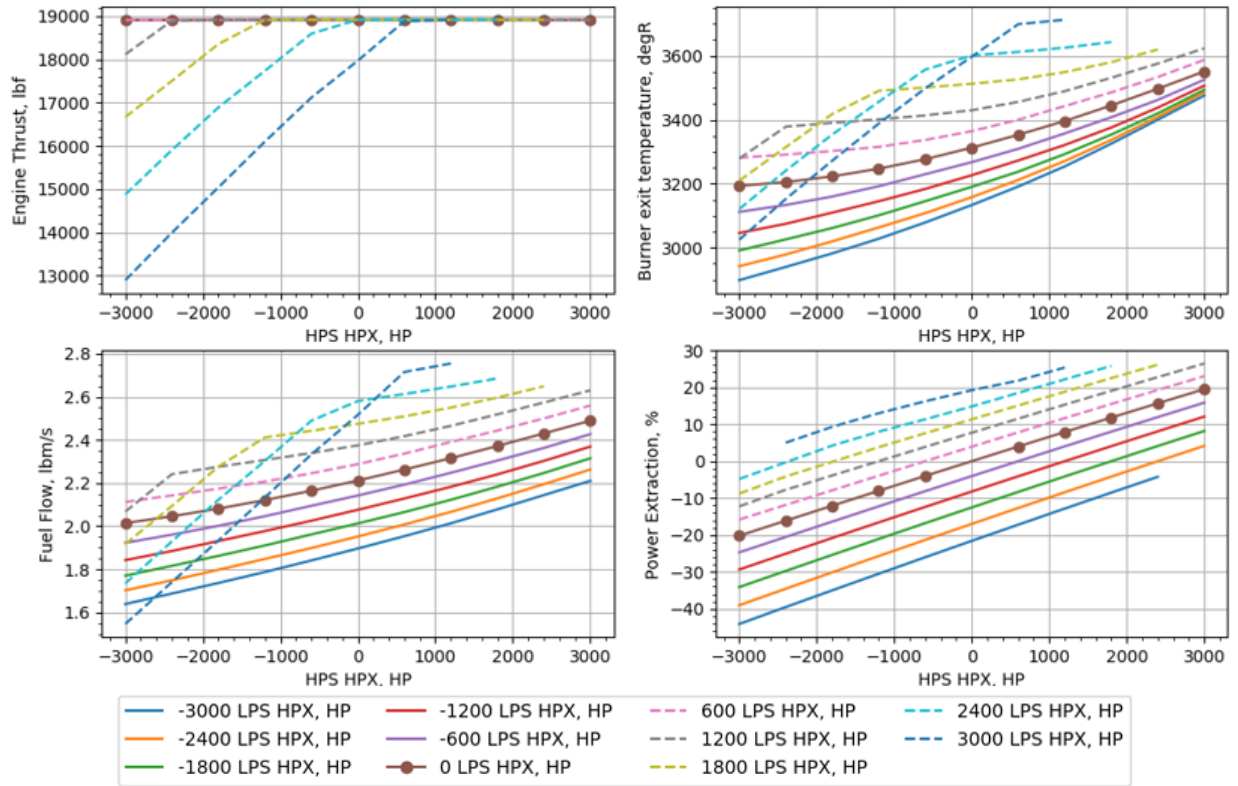 Engine Thrust, lbf
19000
18000
17000
16000
15000
14000
13000
−3000 −2000 −1000 0 1000 2000 3000
HPS HPX, HP
Burner exit temperature, degR
3600
3400
3200
3000
−3000 −2000 −1000 0 1000 2000 3000
HPS HPX, HP
Fuel Flow, lbm/s
2.8
2.6
2.4
2.2
2.0
1.8
1.6
−3000 −2000 −1000 0 1000 2000 3000
HPS HPX, HP
Power Extraction, %
30
20
10
0
−10
−20
−30
−40
−3000 −2000 −1000 0 1000 2000 3000
HPS HPX, HP
-3000 LPS HPX, HP
-2400 LPS HPX, HP
-1800 LPS HPX, HP
-1200 LPS HPX, HP
-600 LPS HPX, HP
0 LPS HPX, HP
600 LPS HPX, HP
1200 LPS HPX, HP
1800 LPS HPX, HP
2400 LPS HPX, HP
3000 LPS HPX, HP